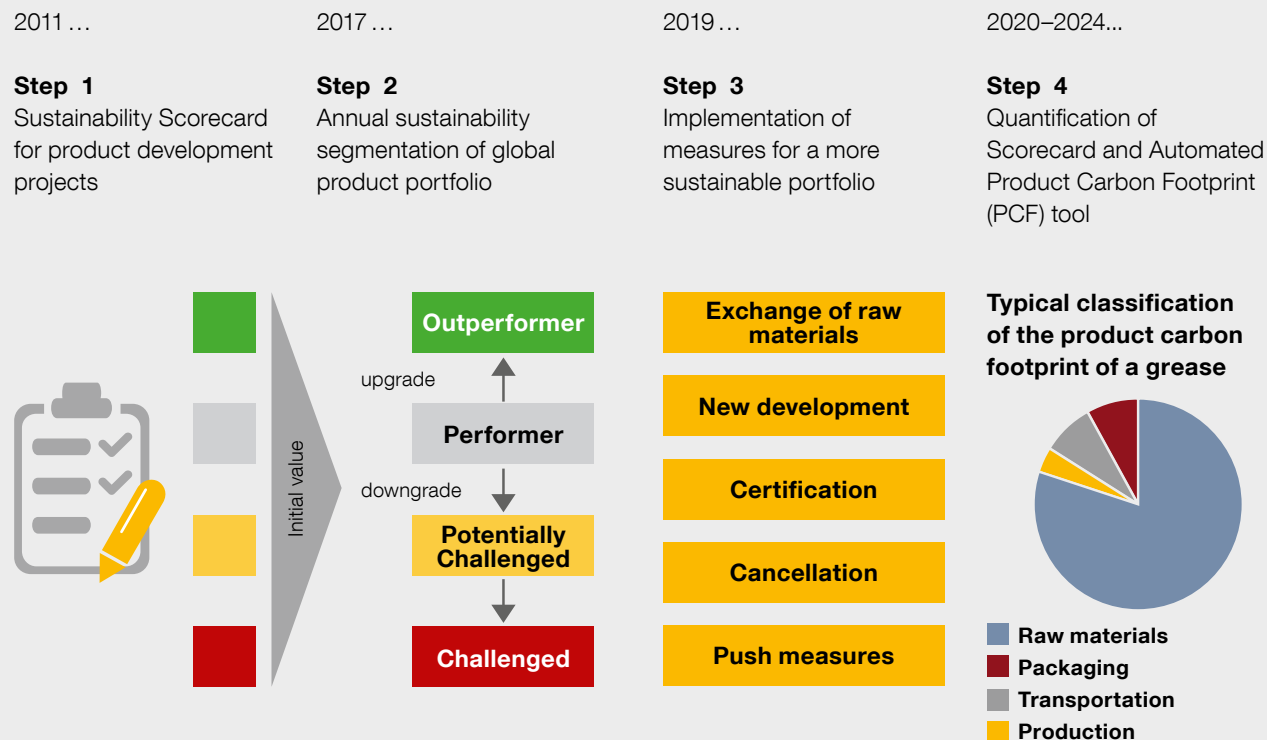 2011 …
Step 1
Sustainability Scorecard
for product development
projects
2017 …
Step 2
Annual sustainability
segmentation of global
product portfolio
2019 …
Step 3
Implementation of
measures for a more
sustainable portfolio
2020–2024...
Step 4
Quantification of
Scorecard and Automated
Product Carbon Footprint
(PCF) tool
Initial value
Outperformer
upgrade
Performer
downgrade
Potentially
Challenged
Challenged
Exchange of raw
materials
New development
Certification
Cancellation
Push measures
Typical classification
of the product carbon
footprint of a grease
Raw materials
Packaging
Transportation
Production